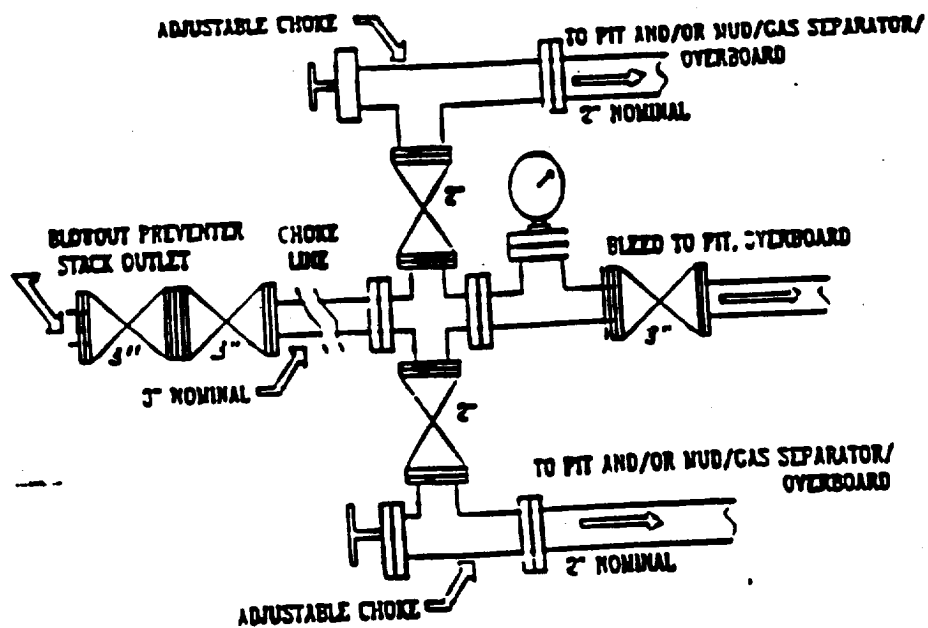 ADJUSTABLE CHOKE
TO PIT AND/OR MUD/GAS SEPARATOR/
OVERBOARD
2" NOMINAL
2"
BLOWOUT PREVENTER
STACK OUTLET
CHOKE
LINE
BLEED TO PIT, OVERBOARD
3"
3"
3"
3" NOMINAL
2"
TO PIT AND/OR MUD/GAS SEPARATOR/
OVERBOARD
2" NOMINAL
ADJUSTABLE CHOKE